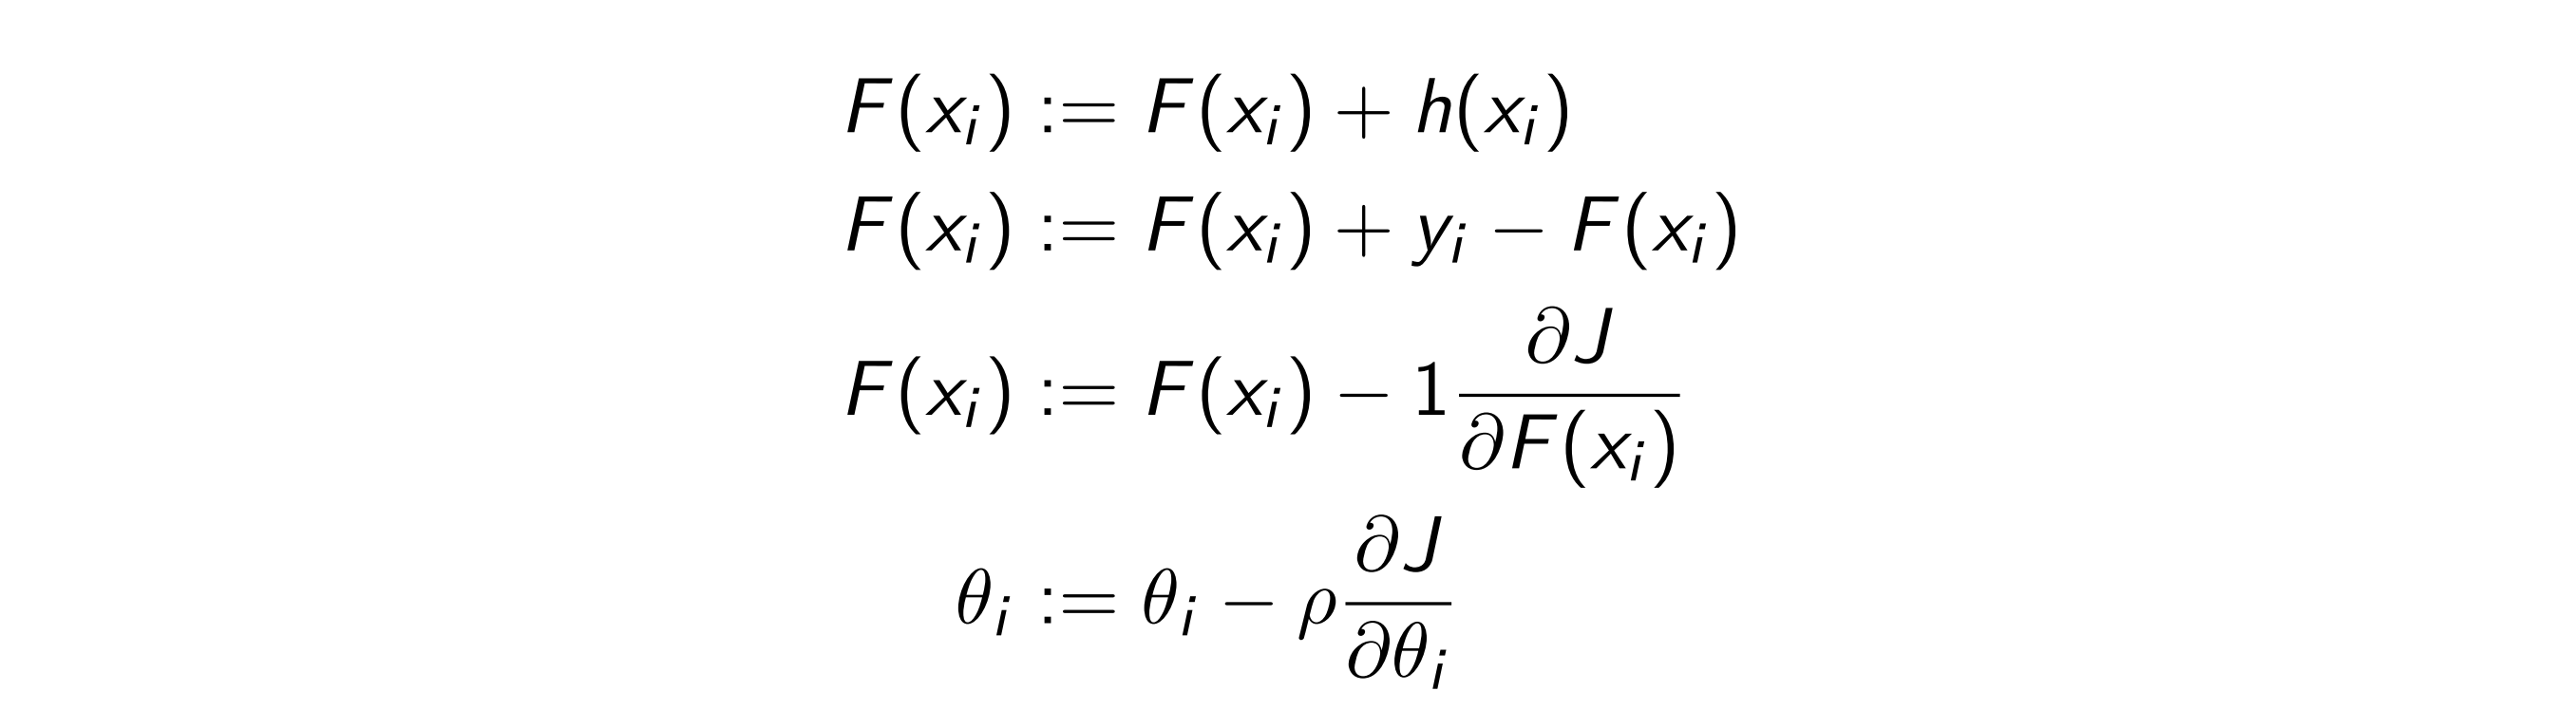 F(x_i) := F(x_i) + h(x_i)
F(x_i) := F(x_i) + y_i − F(x_i)
F(x_i) := F(x_i) − 1 ∂J/∂F(x_i)
θ_i := θ_i − ρ ∂J/∂θ_i